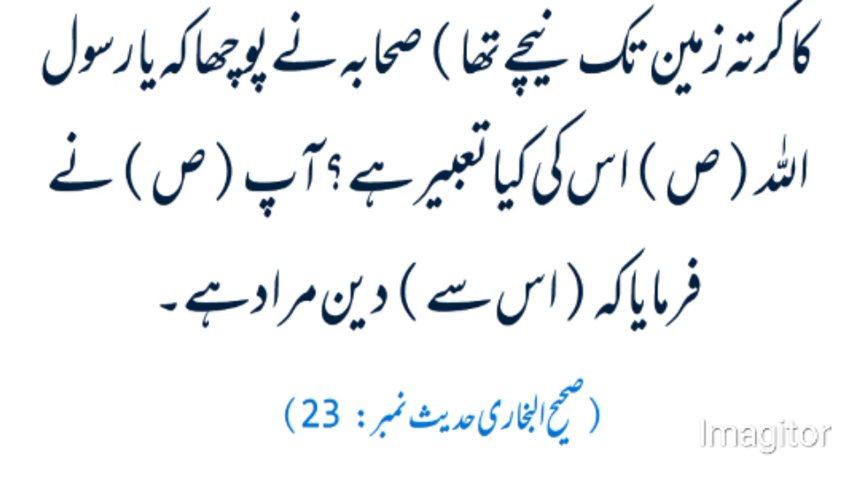 کا کرتہ زمین تک نیچے تھا ) صحابہ نے پوچھا کہ یا رسول
اللہ ( ص ) اس کی کیا تعبیر ہے ؟ آپ ( ص ) نے
فرمایا کہ ( اس سے ) دین مراد ہے ۔
( صحیح البخاری حدیث نمبر : 23 )
Imagitor